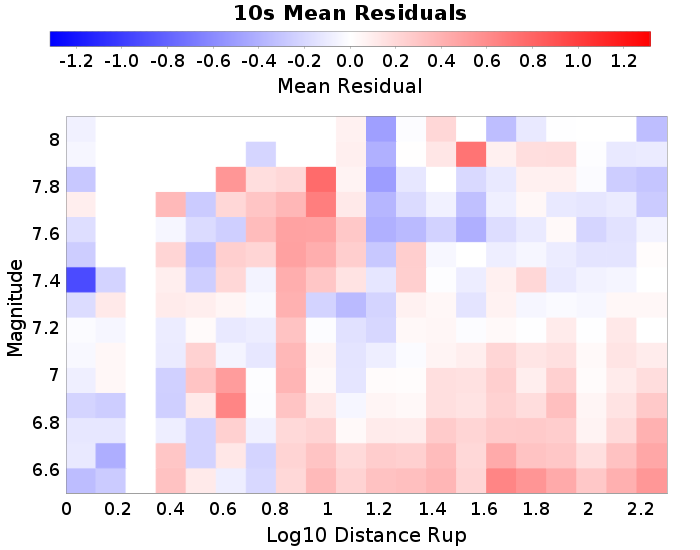 10s Mean Residuals
-1.2 -1.0 -0.8 -0.6 -0.4 -0.2 0.0 0.2 0.4 0.6 0.8 1.0 1.2
Mean Residual
8
7.8
7.6
7.4
7.2
7
6.8
6.6
Magnitude
0 0.2 0.4 0.6 0.8 1 1.2 1.4 1.6 1.8 2 2.2
Log10 Distance Rup